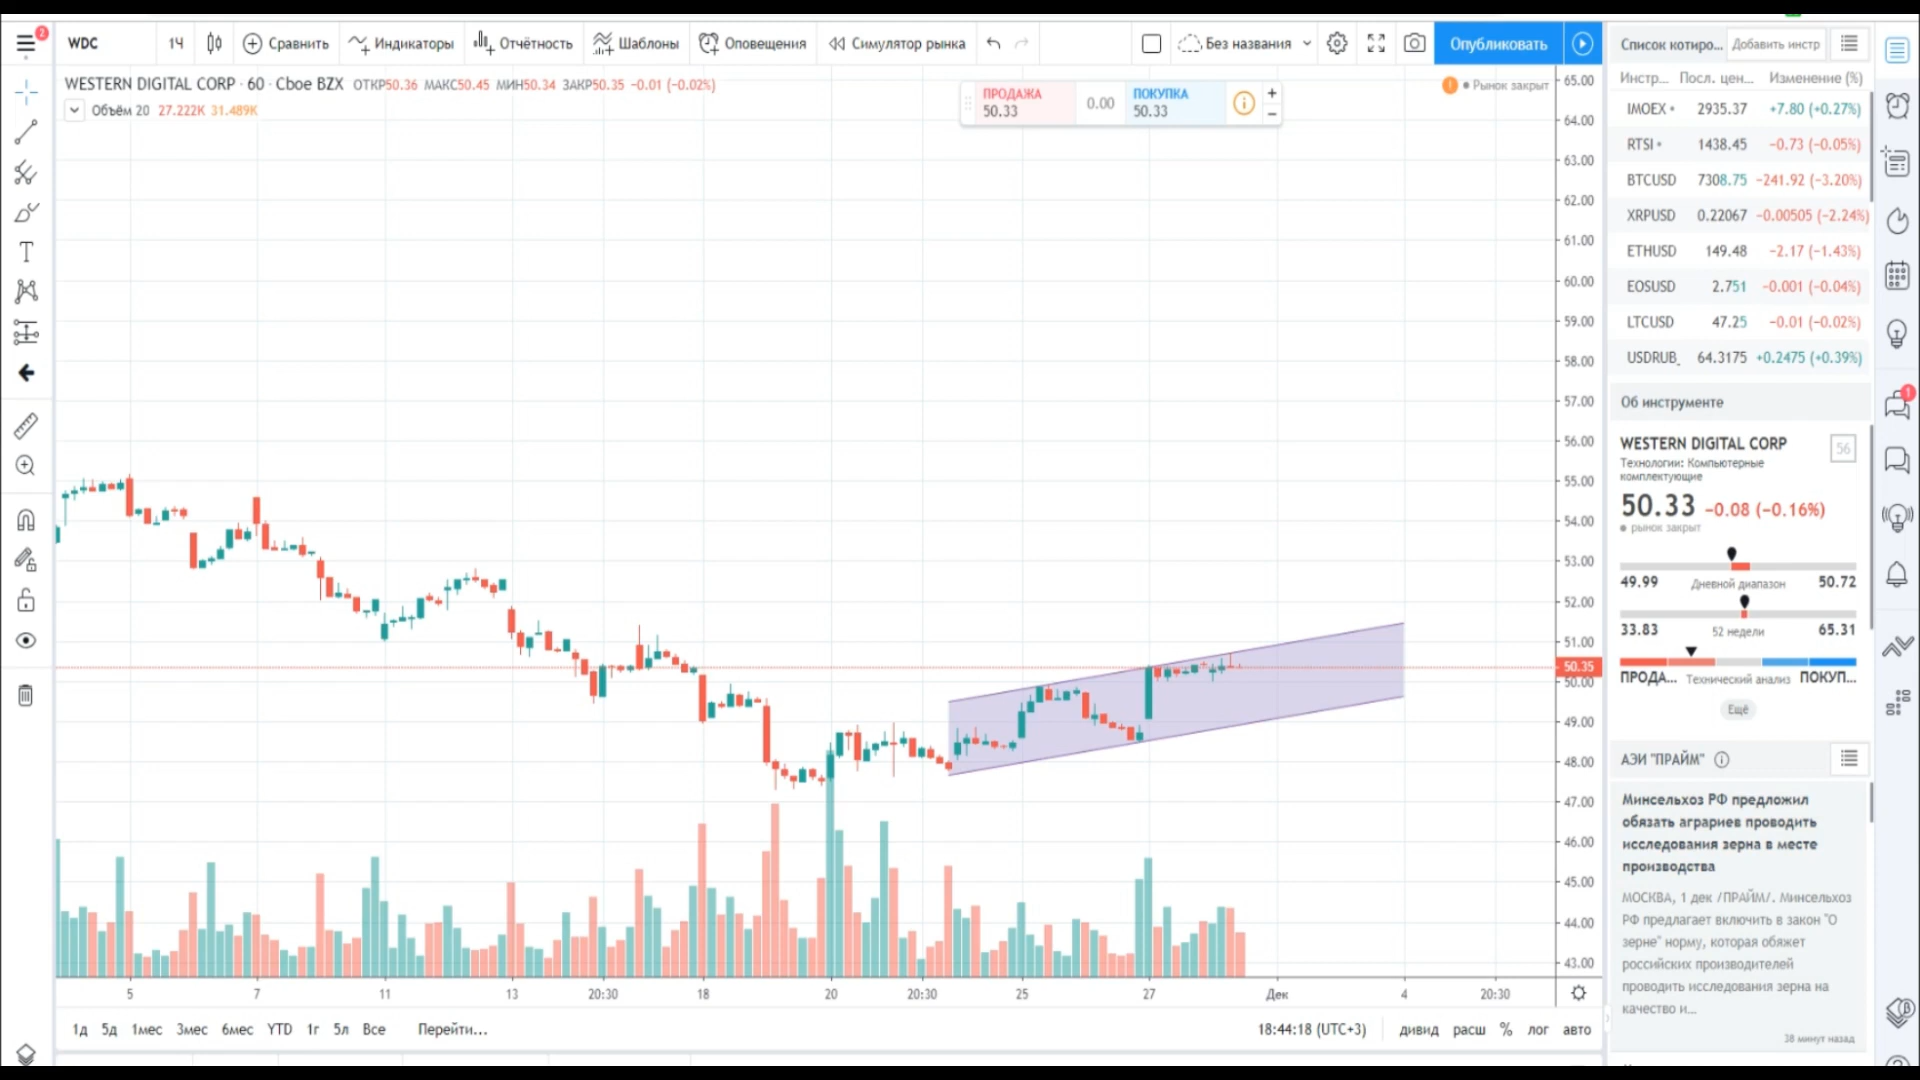 2
WDC
1Ч
Сравнить
Индикаторы
Отчётность
Шаблоны
Оповещения
Симулятор рынка
Без названия
Опубликовать
Список котиро...
Добавить инстр
WESTERN DIGITAL CORP · 60 · Cboe BZX ОТКР50.36 МАКС50.45 МИН50.34 ЗАКР50.35 −0.01 (−0.02%)
Объём 20 27.222K 31.489K
ПРОДАЖА
50.33
0.00
ПОКУПКА
50.33
Рынок закрыт
65.00
64.00
63.00
62.00
61.00
60.00
59.00
58.00
57.00
56.00
55.00
54.00
53.00
52.00
51.00
50.35
50.00
49.00
48.00
47.00
46.00
45.00
44.00
43.00
5 7 11 13 20:30 18 20 20:30 25 27 Дек 4 20:30
1д 5д 1мес 3мес 6мес YTD 1г 5л Все Перейти...
18:44:18 (UTC+3) дивид расш % лог авто
Инстр... Посл. цен... Изменение (%)
IMOEX 2935.37 +7.80 (+0.27%)
RTSI 1438.45 −0.73 (−0.05%)
BTCUSD 7308.75 −241.92 (−3.20%)
XRPUSD 0.22067 −0.00505 (−2.24%)
ETHUSD 149.48 −2.17 (−1.43%)
EOSUSD 2.751 −0.001 (−0.04%)
LTCUSD 47.25 −0.01 (−0.02%)
USDRUB_ 64.3175 +0.2475 (+0.39%)
Об инструменте
WESTERN DIGITAL CORP
56
Технологии: Компьютерные
комплектующие
50.33 −0.08 (−0.16%)
рынок закрыт
49.99 Дневной диапазон 50.72
33.83 52 недели 65.31
ПРОДА... Технический анализ ПОКУП...
Ещё
АЭИ "ПРАЙМ"
Минсельхоз РФ предложил
обязать аграриев проводить
исследования зерна в месте
производства
МОСКВА, 1 дек /ПРАЙМ/. Минсельхоз
РФ предлагает включить в закон "О
зерне" норму, которая обяжет
российских производителей
проводить исследования зерна на
качество и...
38 минут назад
1